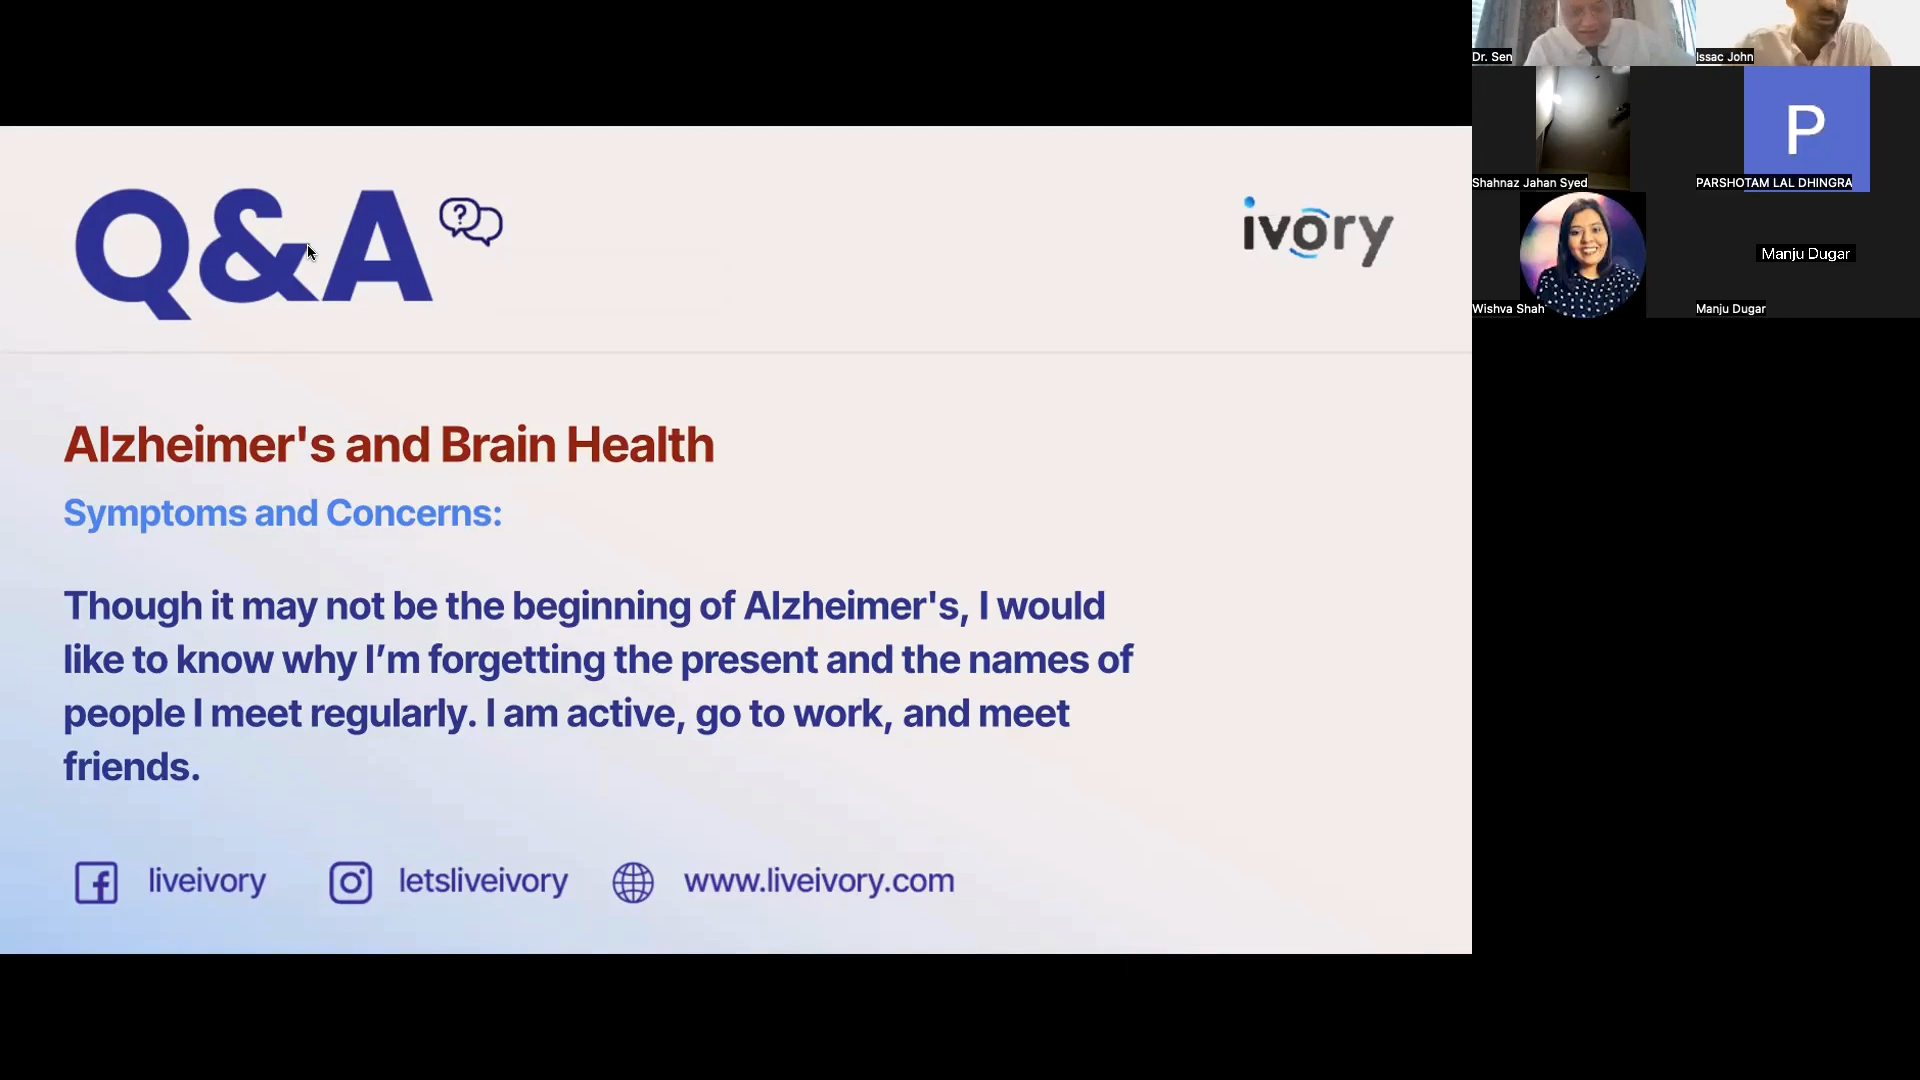 Q&A
?
ivory
Alzheimer's and Brain Health
Symptoms and Concerns:
Though it may not be the beginning of Alzheimer's, I would
like to know why I’m forgetting the present and the names of
people I meet regularly. I am active, go to work, and meet
friends.
liveivory
letsliveivory
www.liveivory.com
Dr. Sen
Issac John
Shahnaz Jahan Syed
P
PARSHOTAM LAL DHINGRA
Wishva Shah
Manju Dugar
Manju Dugar